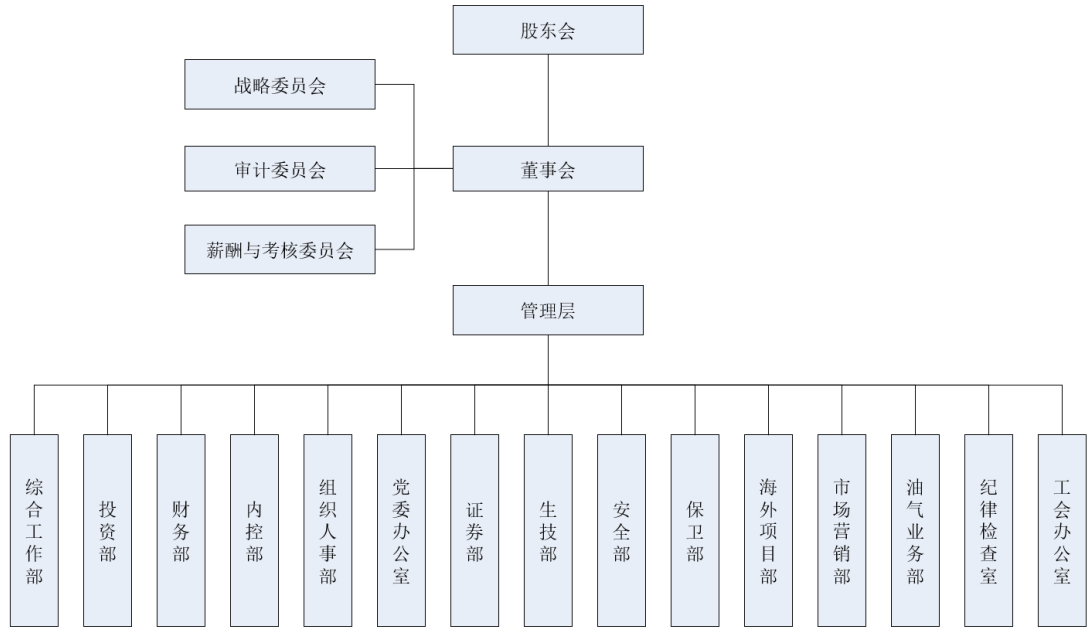 股东会
战略委员会
审计委员会
董事会
薪酬与考核委员会
管理层
综合工作部
投资部
财务部
内控部
组织人事部
党委办公室
证券部
生技部
安全部
保卫部
海外项目部
市场营销部
油气业务部
纪律检查室
工会办公室